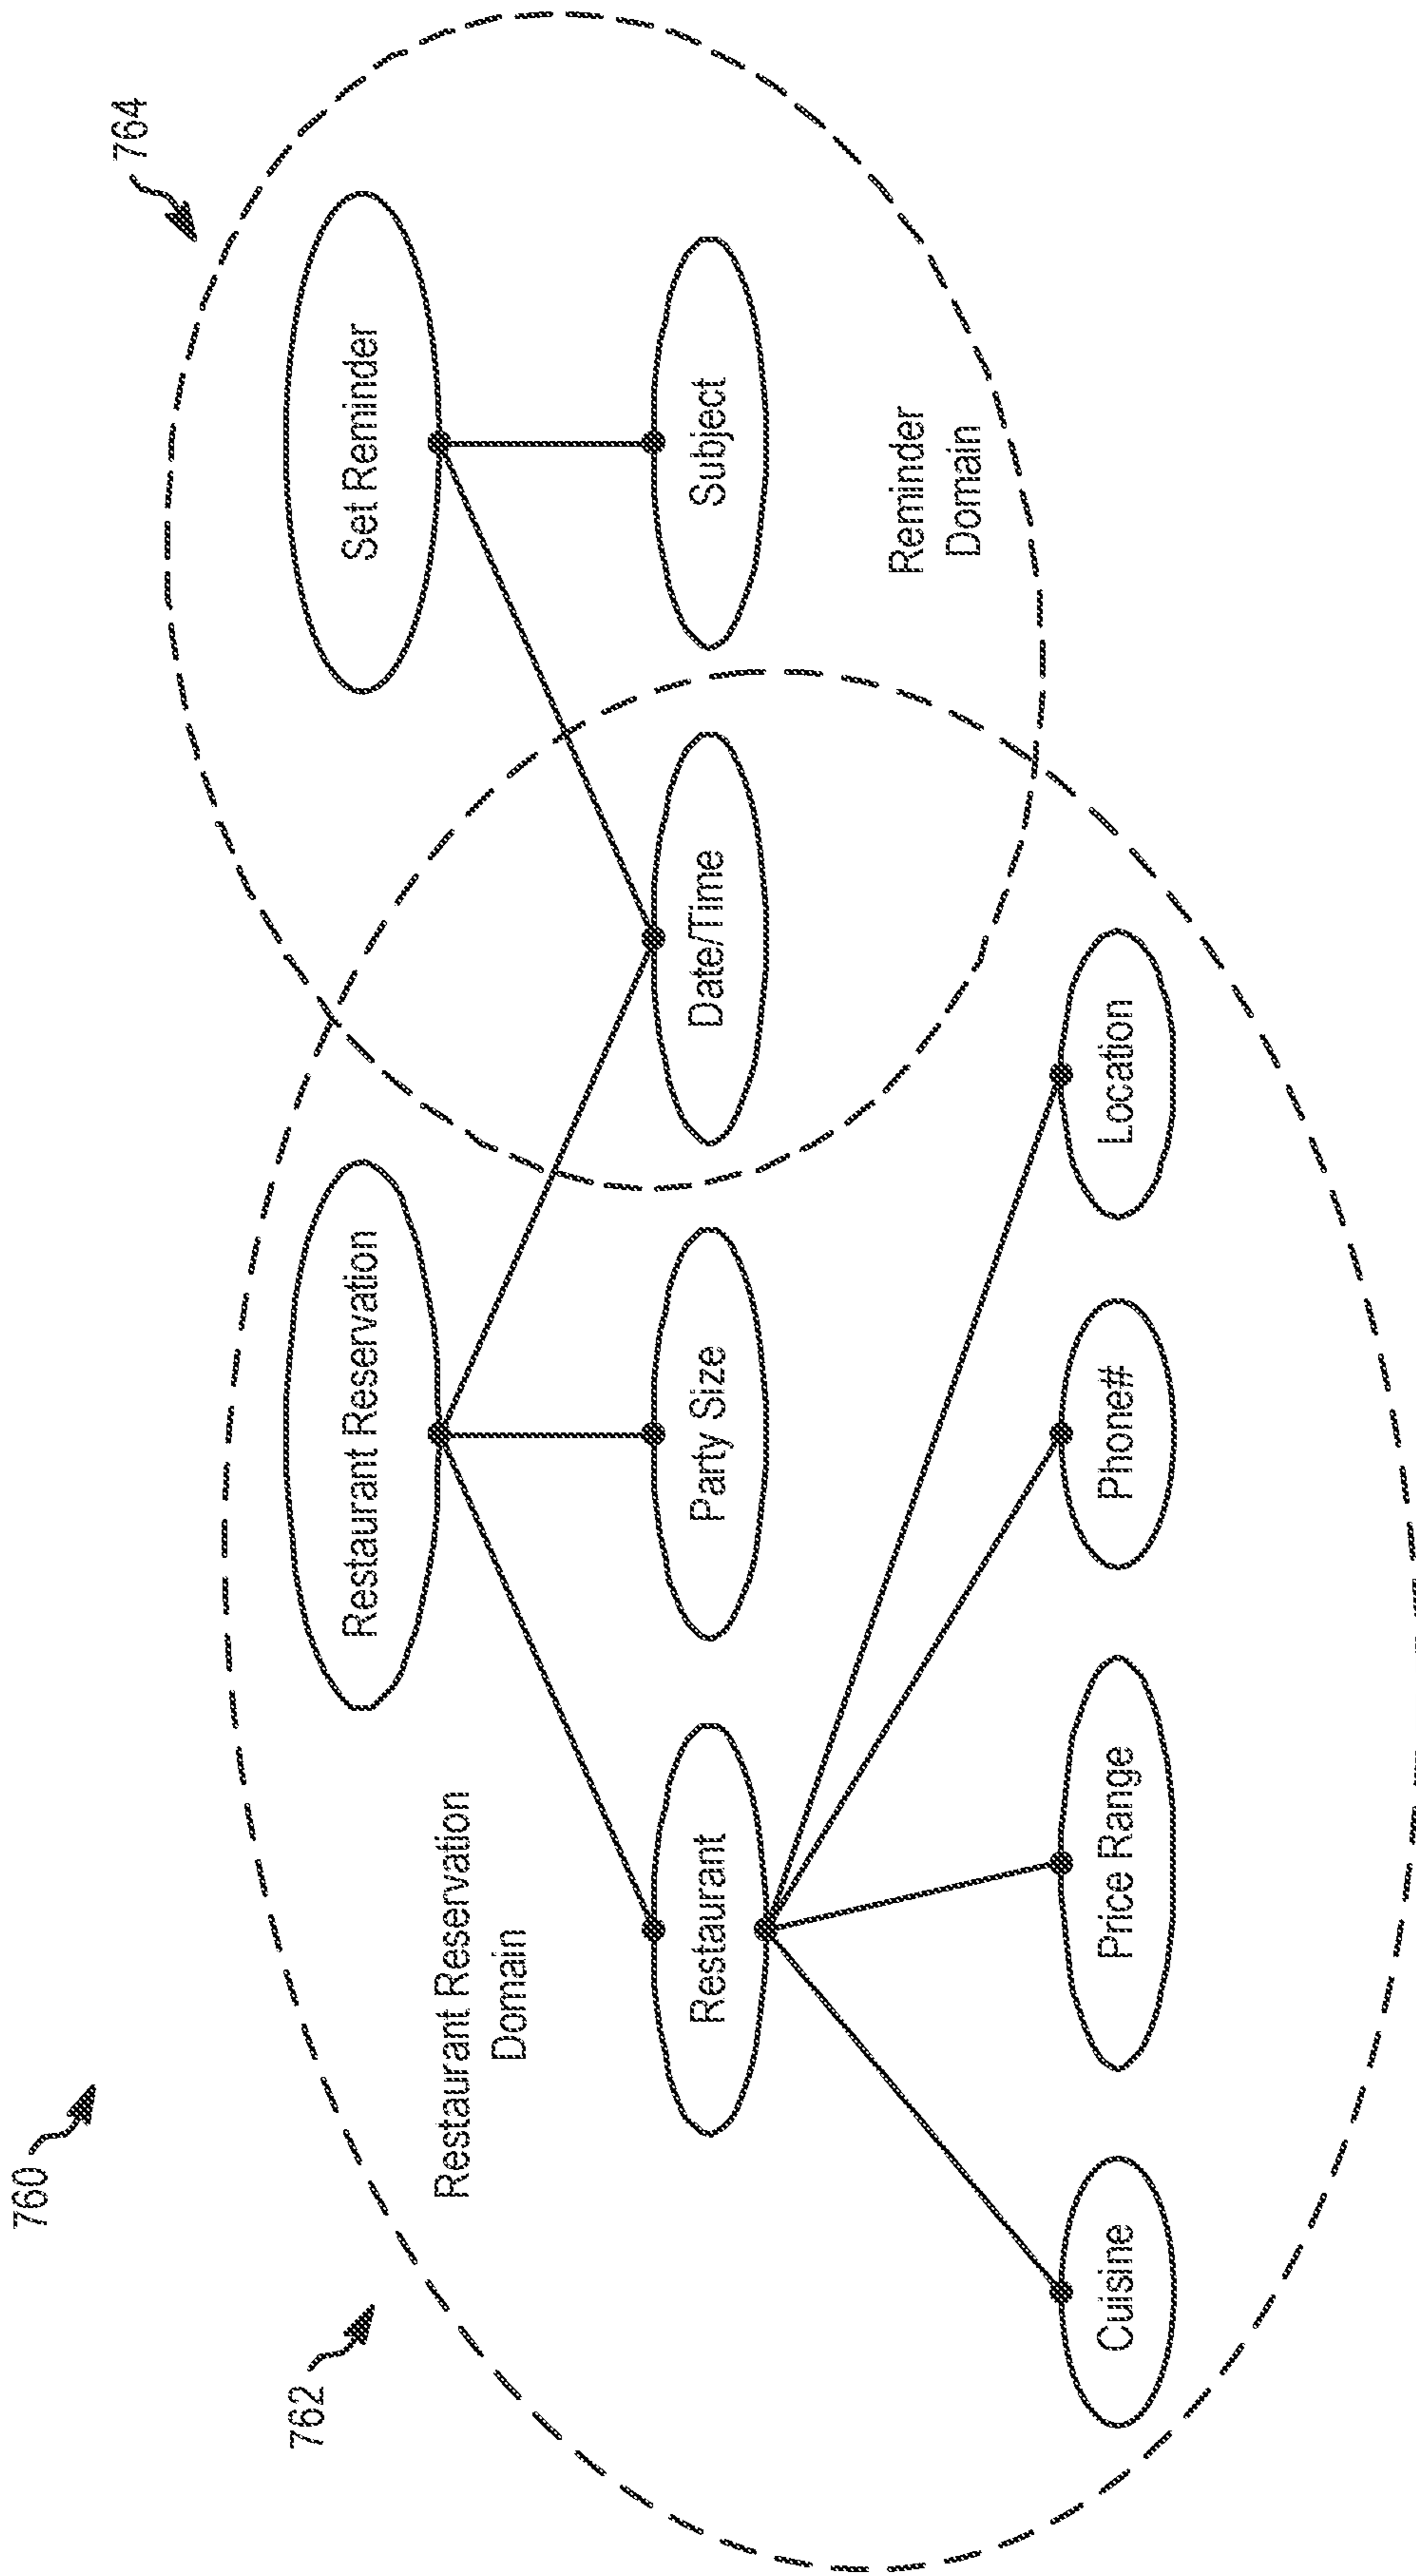 760
762
764
Restaurant Reservation
Set Reminder
Restaurant Reservation
Domain
Restaurant
Party Size
Date/Time
Subject
Reminder
Domain
Cuisine
Price Range
Phone#
Location